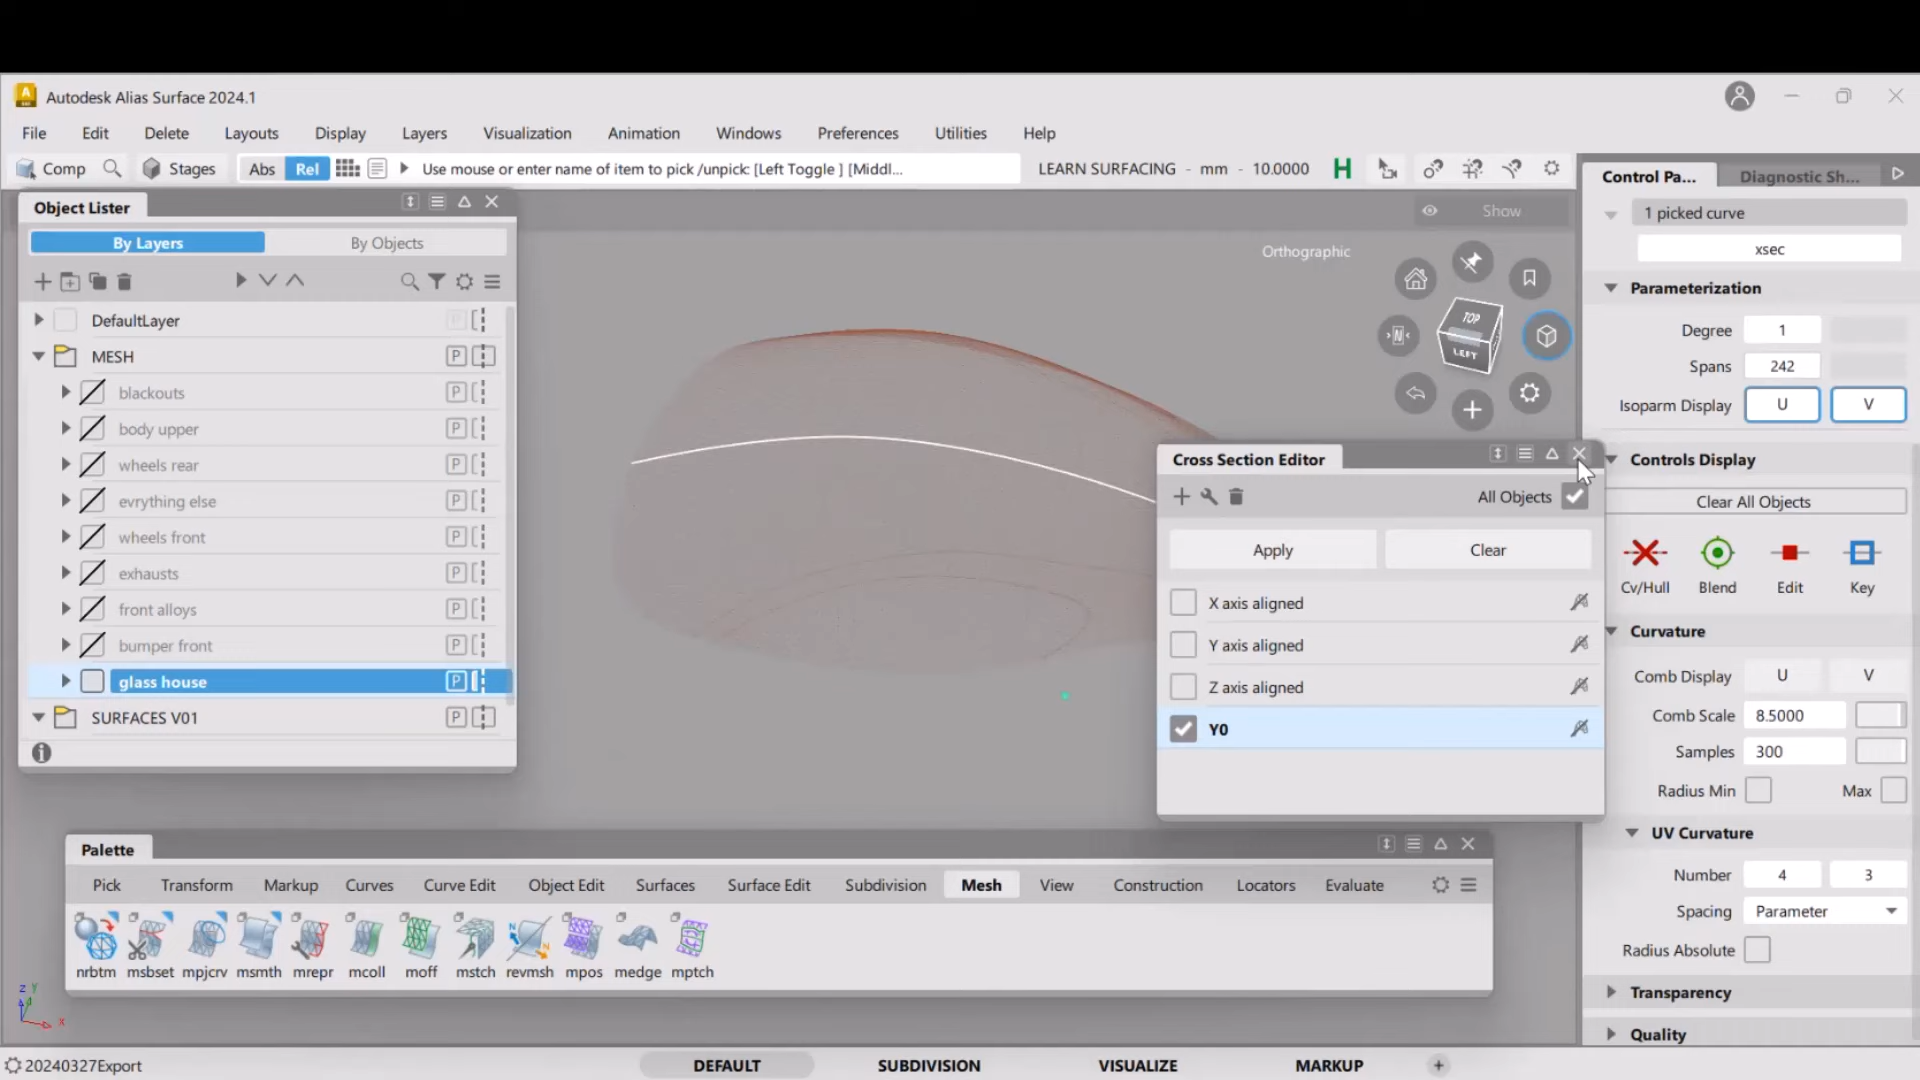 Autodesk Alias Surface 2024.1
File Edit Delete Layouts Display Layers Visualization Animation Windows Preferences Utilities Help
Comp Stages Abs Rel Use mouse or enter name of item to pick /unpick: [Left Toggle ] [Middl... LEARN SURFACING - mm - 10.0000 H
Control Pa... Diagnostic Sh...
Object Lister
By Layers By Objects
DefaultLayer P
MESH P
blackouts P
body upper P
wheels rear P
evrything else P
wheels front P
exhausts P
front alloys P
bumper front P
glass house P
SURFACES V01 P
Show
Orthographic
TOP
LEFT
N
Cross Section Editor
All Objects
Apply Clear
X axis aligned
Y axis aligned
Z axis aligned
Y0
1 picked curve
xsec
Parameterization
Degree 1
Spans 242
Isoparm Display U V
Controls Display
Clear All Objects
Cv/Hull Blend Edit Key
Curvature
Comb Display U V
Comb Scale 8.5000
Samples 300
Radius Min Max
UV Curvature
Number 4 3
Spacing Parameter
Radius Absolute
Transparency
Quality
Palette
Pick Transform Markup Curves Curve Edit Object Edit Surfaces Surface Edit Subdivision Mesh View Construction Locators Evaluate
nrbtm msbset mpjcrv msmth mrepr mcoll moff mstch revmsh mpos medge mptch
z y
x
20240327Export DEFAULT SUBDIVISION VISUALIZE MARKUP +